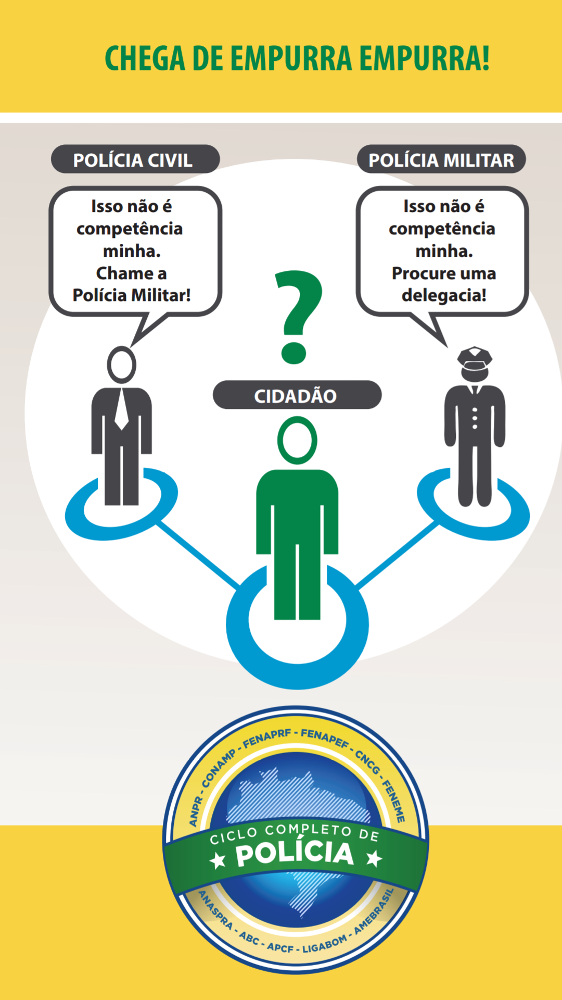 CHEGA DE EMPURRA EMPURRA!
POLÍCIA CIVIL
Isso não é
competência
minha.
Chame a
Polícia Militar!
POLÍCIA MILITAR
Isso não é
competência
minha.
Procure uma
delegacia!
?
CIDADÃO
ANPR - CONAMP - FENAPRF - FENAPEF - CNCG - FENEME
CICLO COMPLETO DE
POLÍCIA
ANASPRA - ABC - APCF - LIGABOM - AMEBRASIL